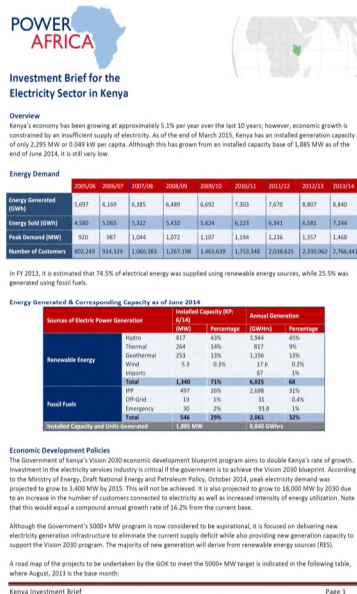 POWER
AFRICA
Investment Brief for the
Electricity Sector in Kenya
Overview
Kenya's economy has been growing at approximately 5.1% per year over the last 10 years; however, economic growth is
constrained by an insufficient supply of electricity. As of the end of March 2015, Kenya has an installed generation capacity
of only 2,295 MW or 0.049 kW per capita. Although this has grown from an installed base capacity of 1,885 MW as of the
end of June 2014, it is still very low.
Energy Demand
2005/06 2006/07 2007/08 2008/09 2009/10 2010/11 2011/12 2012/13 2013/14
Energy Generated (GWh) 5,697 6,169 6,385 6,489 6,692 7,303 7,670 8,807 8,840
Energy Sold (GWh) 4,580 5,065 5,322 5,432 5,624 6,123 6,341 6,581 7,244
Peak Demand (MW) 920 987 1,044 1,072 1,107 1,194 1,236 1,357 1,468
Number of Customers 802,249 924,329 1,060,383 1,267,198 1,463,639 1,753,348 2,038,625 2,330,962 2,766,441
In FY 2013, it is estimated that 74.5% of electrical energy was supplied using renewable energy sources, while 25.5% was
generated using fossil fuels.
Energy Generated & Corresponding Capacity as of June 2014
Sources of Electric Power Generation Installed Capacity (KP: 6/14) Annual Generation
(MW) Percentage (GWHrs) Percentage
Renewable Energy
Hydro 817 43% 3,944 45%
Thermal 264 14% 817 9%
Geothermal 253 13% 1,156 13%
Wind 5.3 0.3% 17.6 0.2%
Imports 87 1%
Total 1,340 71% 6,025 68
Fossil Fuels
IPP 497 26% 2,698 31%
Off-Grid 19 1% 31 0.4%
Emergency 30 2% 93.8 1%
Total 546 29% 2,061 32%
Installed Capacity and Units Generated 1,885 MW 8,840 GWHrs
Economic Development Policies
The Government of Kenya's Vision 2030 economic development blueprint program aims to double Kenya's rate of growth.
Investment in the electricity services industry is critical if the government is to achieve the Vision 2030 blueprint. According
to the Ministry of Energy, Draft National Energy and Petroleum Policy, October 2014, peak electricity demand was
projected to grow to 3,400 MW by 2015. This will not be achieved. It is also projected to grow to 18,000 MW by 2030 due
to an increase in the number of customers connected to electricity as well as increased intensity of energy utilization. Note
that this would equal a compound annual growth rate of 16.2% from the current base.
Although the Government's 5000+ MW program is now considered to be aspirational, it is focused on delivering new
electricity generation infrastructure to eliminate the current supply deficit while also providing new generation capacity to
support the Vision 2030 program. The majority of new generation will derive from renewable energy sources (RES).
A road map of the projects to be undertaken by the GOK to meet the 5000+ MW target is indicated in the following table,
where August, 2013 is the base month:
Kenya Investment Brief Page 1